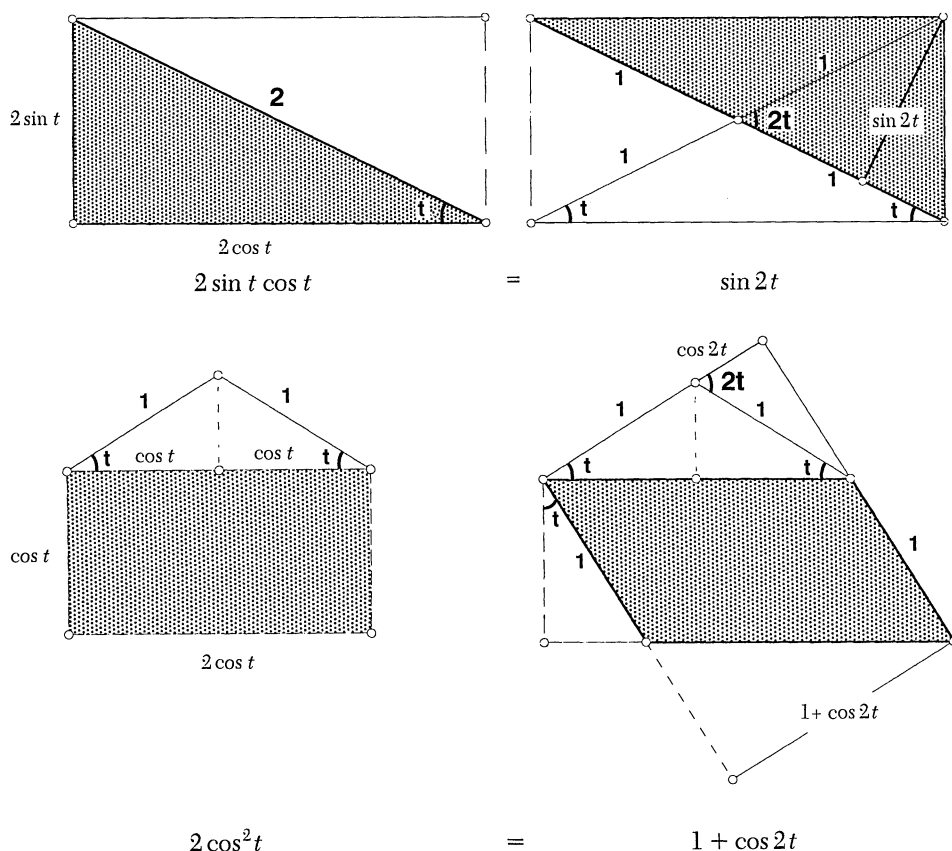 2 sin t
2
t
2 cos t
1
1
2t
sin 2t
1
1
t
t
2 sin t cos t = sin 2t
1
1
t
cos t
cos t
t
cos t
2 cos t
cos 2t
2t
1
1
t
t
t
1
1
1+ cos 2t
2 cos²t = 1 + cos 2t